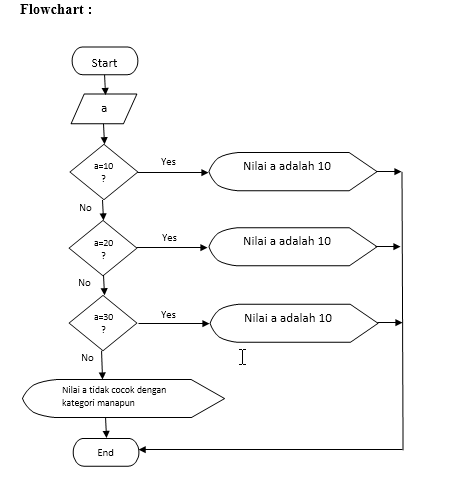 Flowchart :
Start
a
a=10
?
Yes
Nilai a adalah 10
No
a=20
?
Yes
Nilai a adalah 10
No
a=30
?
Yes
Nilai a adalah 10
No
Nilai a tidak cocok dengan
kategori manapun
End